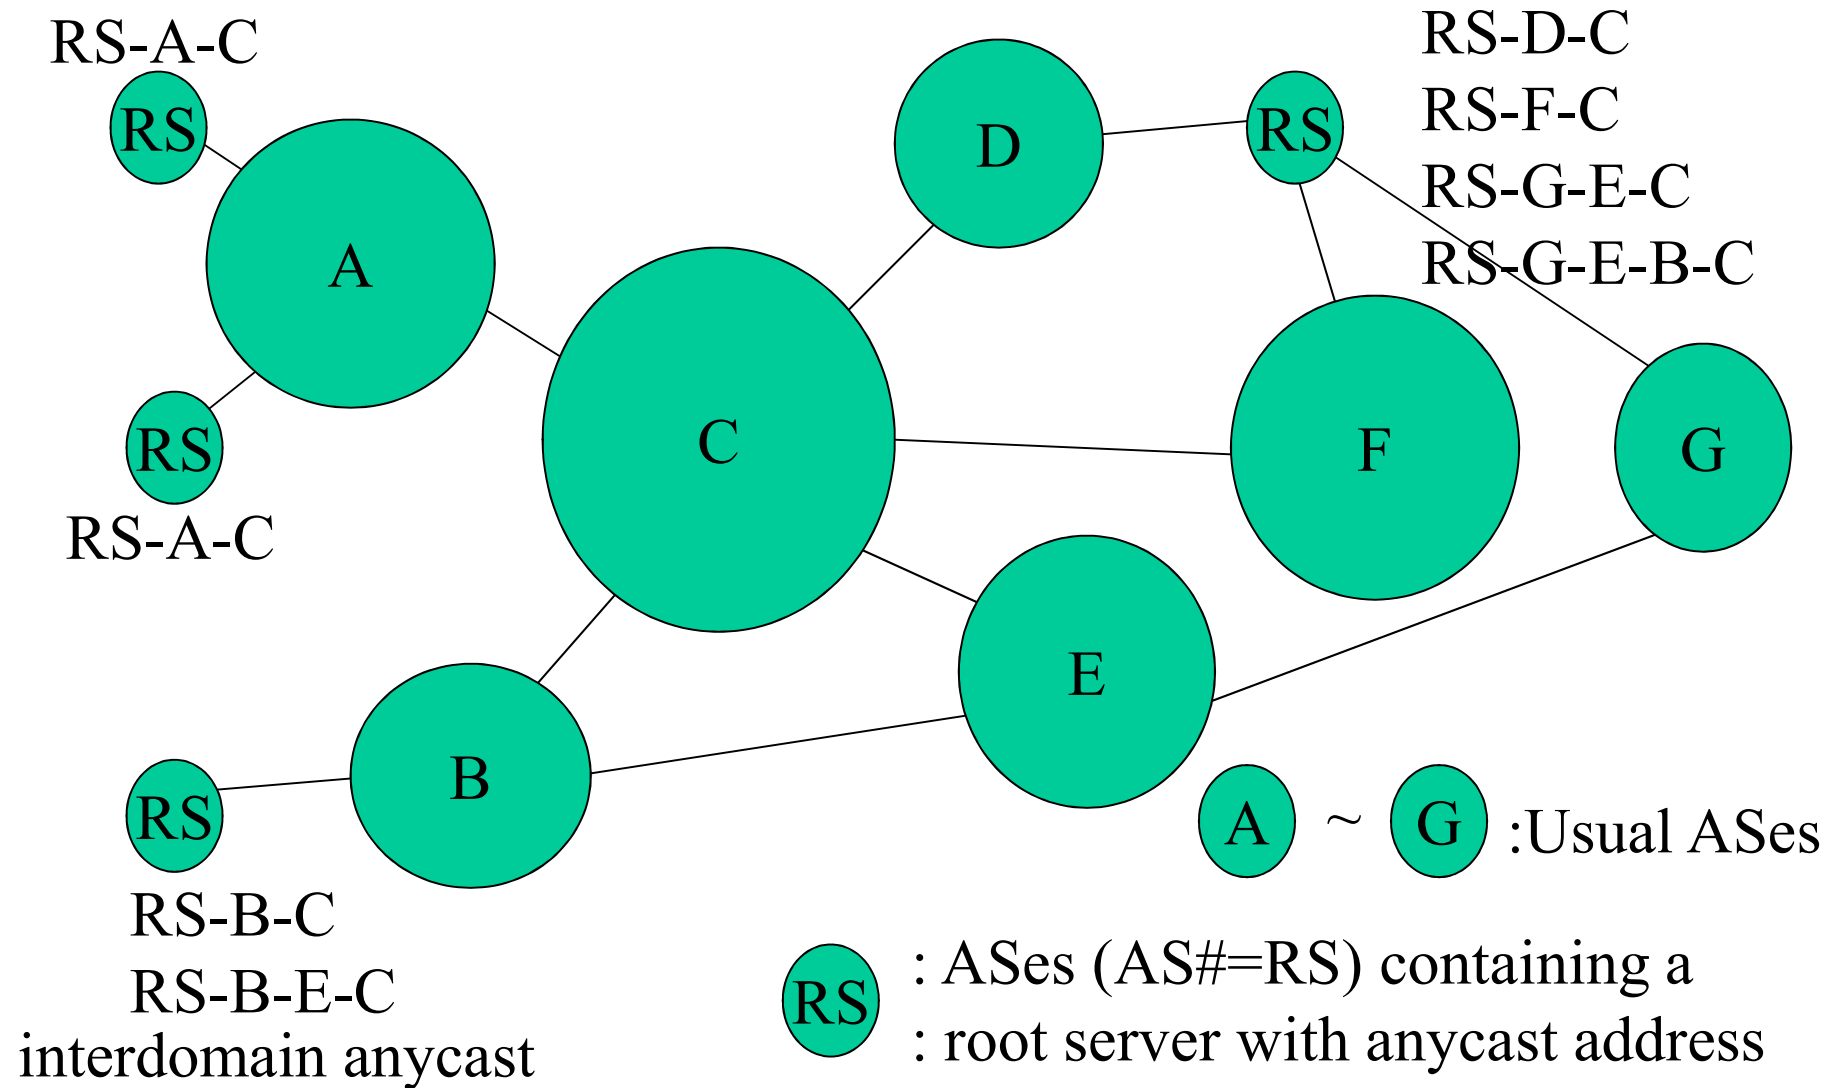 RS-A-C
RS
A
RS
RS-A-C
D
RS
RS-D-C
RS-F-C
RS-G-E-C
RS-G-E-B-C
C
F
G
E
B
RS
RS-B-C
RS-B-E-C
interdomain anycast
A ~ G :Usual ASes
RS : ASes (AS#=RS) containing a
: root server with anycast address